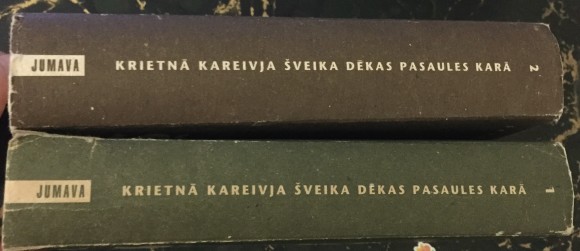 JUMAVA KRIETNĀ KAREIVJA ŠVEIKA DĒKAS PASAULES KARĀ 2
JUMAVA KRIETNĀ KAREIVJA ŠVEIKA DĒKAS PASAULES KARĀ 1